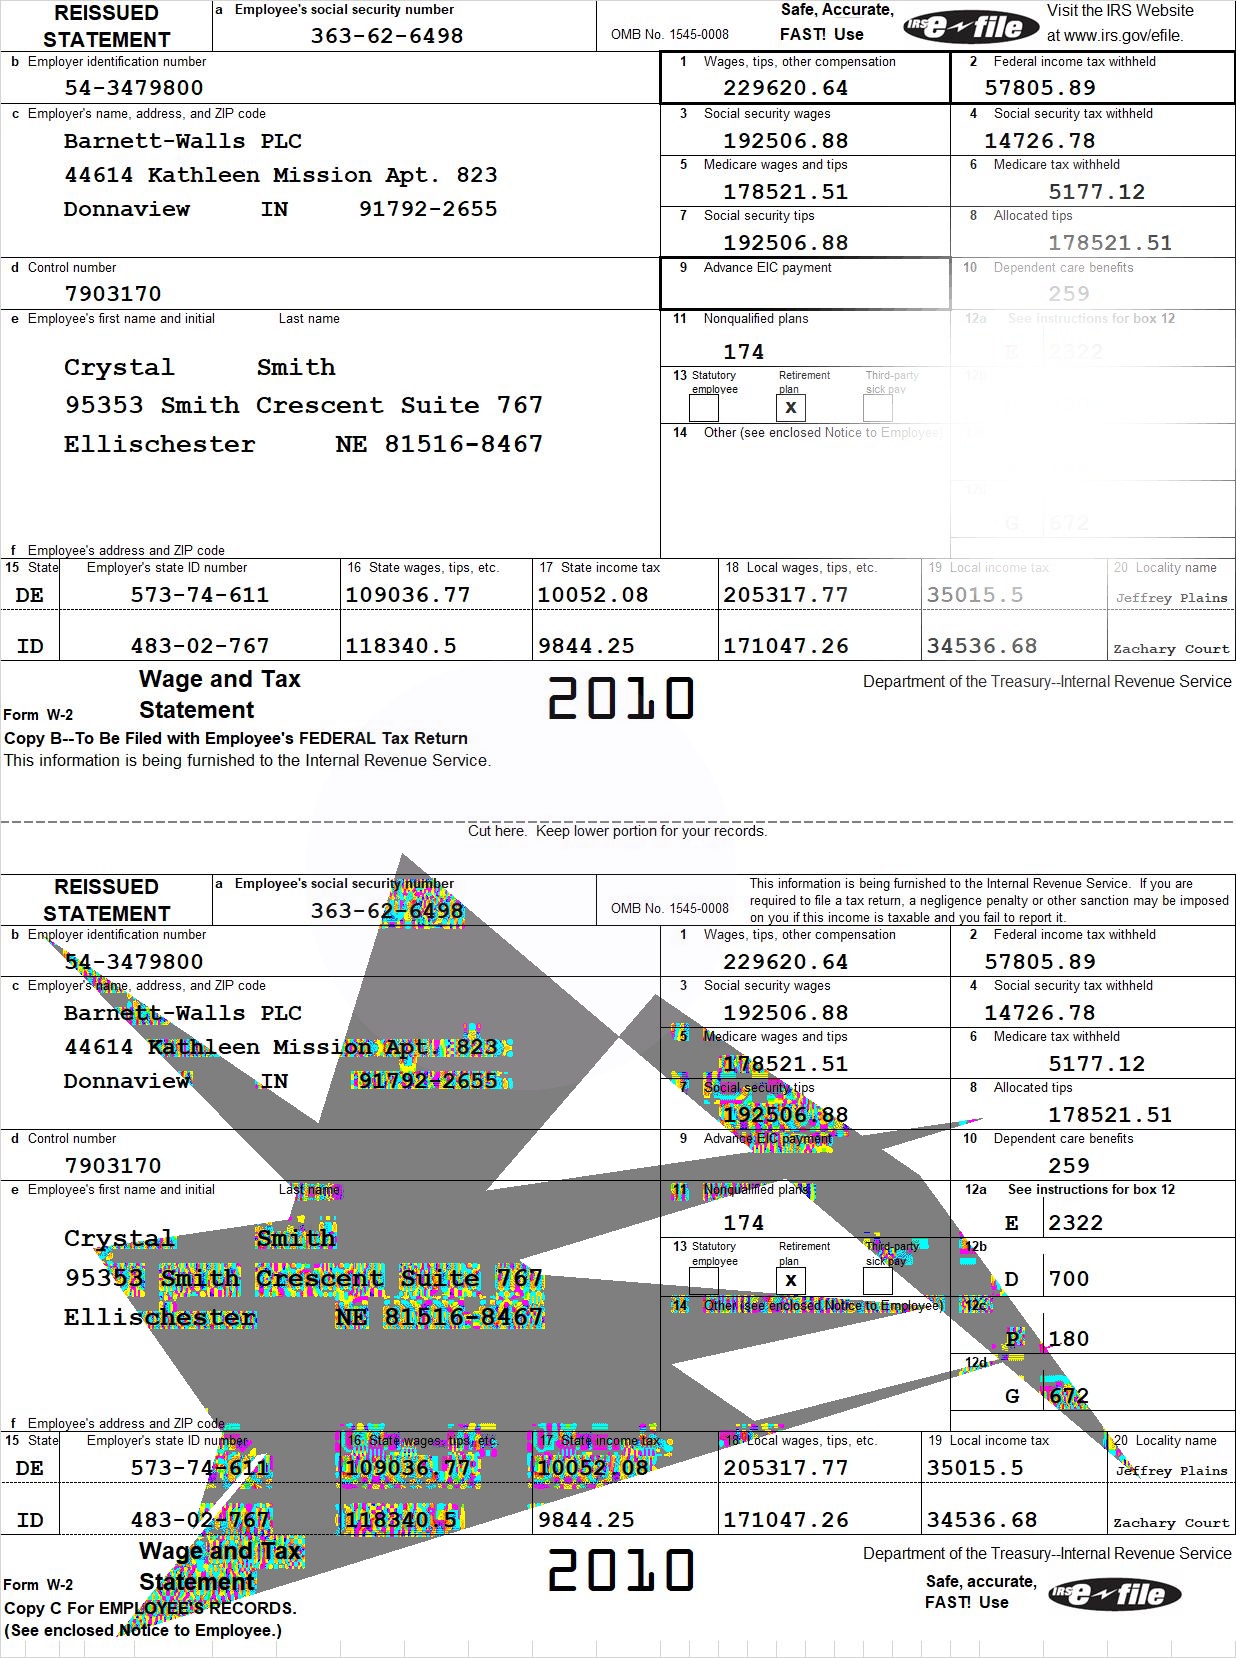 REISSUED STATEMENT
a Employee's social security number
363-62-6498
OMB No. 1545-0008
Safe, Accurate, FAST! Use
IRS e-file
Visit the IRS Website at www.irs.gov/efile.
b Employer identification number
54-3479800
1 Wages, tips, other compensation
229620.64
2 Federal income tax withheld
57805.89
c Employer's name, address, and ZIP code
Barnett-Walls PLC
44614 Kathleen Mission Apt. 823
Donnaview IN 91792-2655
3 Social security wages
192506.88
4 Social security tax withheld
14726.78
5 Medicare wages and tips
178521.51
6 Medicare tax withheld
5177.12
7 Social security tips
192506.88
8 Allocated tips
178521.51
d Control number
7903170
9 Advance EIC payment
10 Dependent care benefits
259
e Employee's first name and initial Last name
Crystal Smith
95353 Smith Crescent Suite 767
Ellischester NE 81516-8467
11 Nonqualified plans
174
12a See instructions for box 12
E 2322
13 Statutory employee
Retirement plan
X
Third-party sick pay
14 Other (see enclosed Notice to Employee)
G 672
f Employee's address and ZIP code
15 State Employer's state ID number 16 State wages, tips, etc. 17 State income tax 18 Local wages, tips, etc. 19 Local income tax 20 Locality name
DE 573-74-611 109036.77 10052.08 205317.77 35015.5 Jeffrey Plains
ID 483-02-767 118340.5 9844.25 171047.26 34536.68 Zachary Court
Form W-2
Wage and Tax Statement
2010
Department of the Treasury--Internal Revenue Service
Copy B--To Be Filed with Employee's FEDERAL Tax Return
This information is being furnished to the Internal Revenue Service.
Cut here. Keep lower portion for your records.
REISSUED STATEMENT
a Employee's social security number
363-62-6498
OMB No. 1545-0008
This information is being furnished to the Internal Revenue Service. If you are
required to file a tax return, a negligence penalty or other sanction may be imposed
on you if this income is taxable and you fail to report it.
b Employer identification number
54-3479800
1 Wages, tips, other compensation
229620.64
2 Federal income tax withheld
57805.89
c Employer's name, address, and ZIP code
Barnett-Walls PLC
44614 Kathleen Mission Apt. 823
Donnaview IN 91792-2655
3 Social security wages
192506.88
4 Social security tax withheld
14726.78
5 Medicare wages and tips
178521.51
6 Medicare tax withheld
5177.12
7 Social security tips
192506.88
8 Allocated tips
178521.51
d Control number
7903170
9 Advance EIC payment
10 Dependent care benefits
259
e Employee's first name and initial Last name
Crystal Smith
95353 Smith Crescent Suite 767
Ellischester NE 81516-8467
11 Nonqualified plans
174
12a See instructions for box 12
E 2322
13 Statutory employee
Retirement plan
X
Third-party sick pay
12b
D 700
14 Other (see enclosed Notice to Employee)
12c
P 180
12d
G 672
f Employee's address and ZIP code
15 State Employer's state ID number 16 State wages, tips, etc. 17 State income tax 18 Local wages, tips, etc. 19 Local income tax 20 Locality name
DE 573-74-611 109036.77 10052.08 205317.77 35015.5 Jeffrey Plains
ID 483-02-767 118340.5 9844.25 171047.26 34536.68 Zachary Court
Form W-2
Wage and Tax Statement
2010
Department of the Treasury--Internal Revenue Service
Safe, accurate, FAST! Use
IRS e-file
Copy C For EMPLOYEE'S RECORDS.
(See enclosed Notice to Employee.)